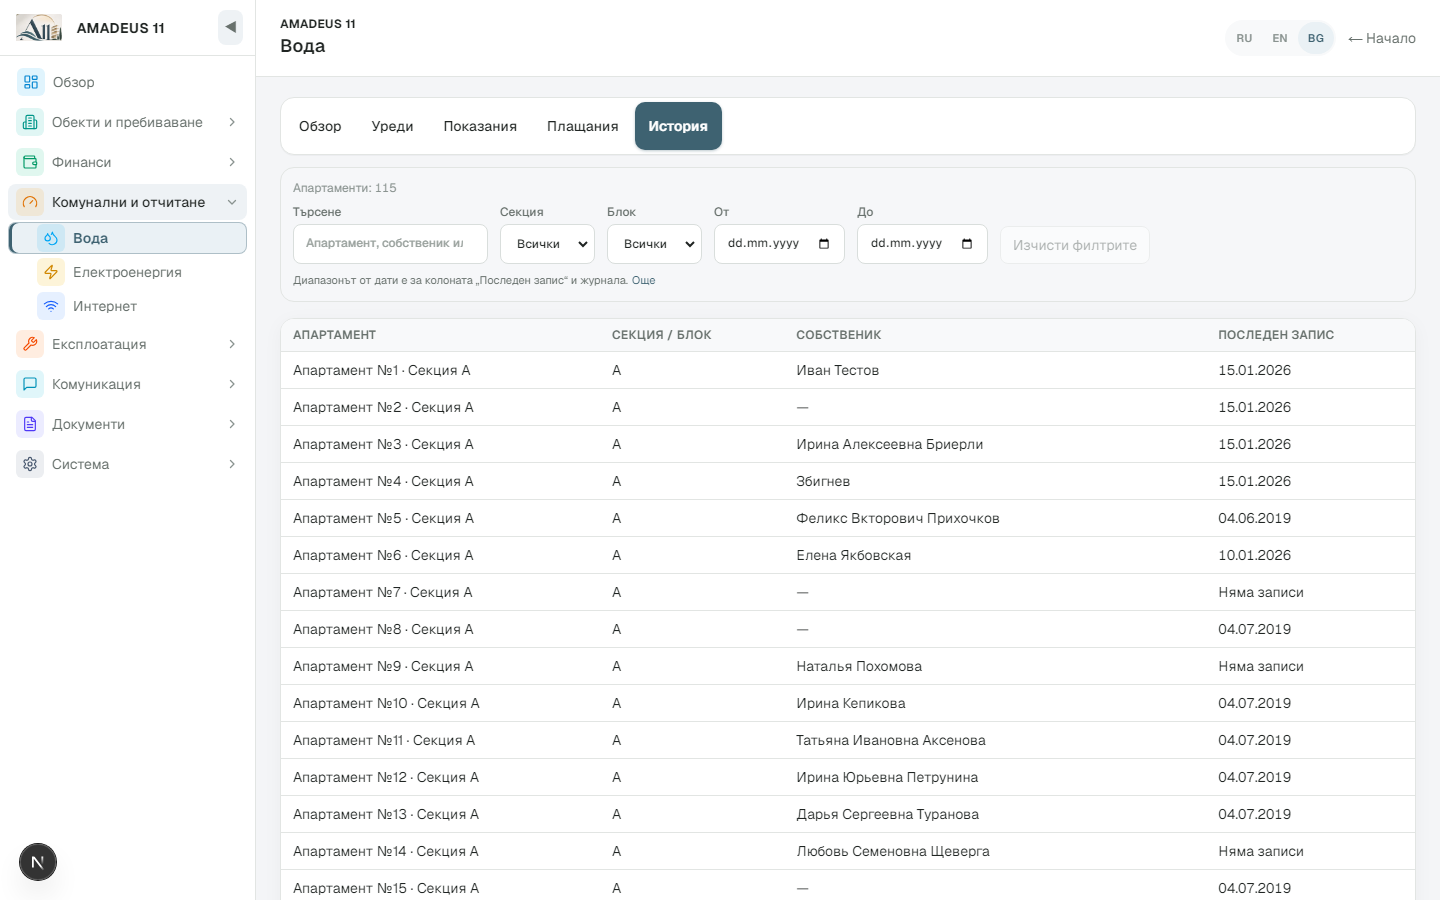 AMADEUS 11
◀
Обзор
Обекти и пребиваване
Финанси
Комунални и отчитане
Вода
Електроенергия
Интернет
Експлоатация
Комуникация
Документи
Система
N
AMADEUS 11
Вода
RU EN BG ← Начало
Обзор Уреди Показания Плащания История
Апартаменти: 115
Търсене Секция Блок От До
Апартамент, собственик ил Всички Всички dd.mm.yyyy dd.mm.yyyy Изчисти филтрите
Диапазонът от дати е за колоната „Последен запис“ и журнала. Още
АПАРТАМЕНТ СЕКЦИЯ / БЛОК СОБСТВЕНИК ПОСЛЕДЕН ЗАПИС
Апартамент №1 · Секция А А Иван Тестов 15.01.2026
Апартамент №2 · Секция А А — 15.01.2026
Апартамент №3 · Секция А А Ирина Алексеевна Бриерли 15.01.2026
Апартамент №4 · Секция А А Збигнев 15.01.2026
Апартамент №5 · Секция А А Феликс Вкторович Прихочков 04.06.2019
Апартамент №6 · Секция А А Елена Якбовская 10.01.2026
Апартамент №7 · Секция А А — Няма записи
Апартамент №8 · Секция А А — 04.07.2019
Апартамент №9 · Секция А А Наталья Похомова Няма записи
Апартамент №10 · Секция А А Ирина Кепикова 04.07.2019
Апартамент №11 · Секция А А Татьяна Ивановна Аксенова 04.07.2019
Апартамент №12 · Секция А А Ирина Юрьевна Петрунина 04.07.2019
Апартамент №13 · Секция А А Дарья Сергеевна Туранова 04.07.2019
Апартамент №14 · Секция А А Любовь Семеновна Щеверга Няма записи
Апартамент №15 · Секция А А — 04.07.2019